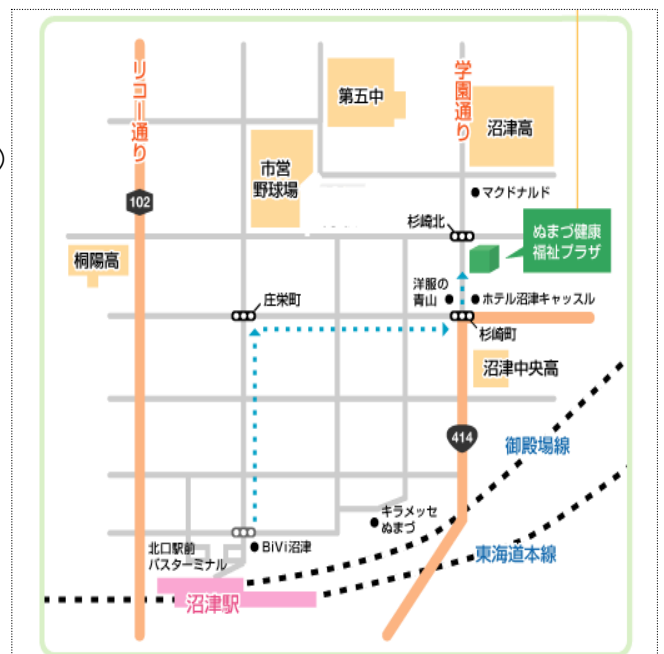 リコー通り
第五中
学園通り
沼津高
市営
野球場
マクドナルド
102
杉崎北
ぬまづ健康
福祉プラザ
桐陽高
庄栄町
洋服の
青山
ホテル沼津キャッスル
杉崎町
沼津中央高
414
御殿場線
キラメッセ
ぬまづ
北口駅前
バスターミナル
BiVi沼津
東海道本線
沼津駅